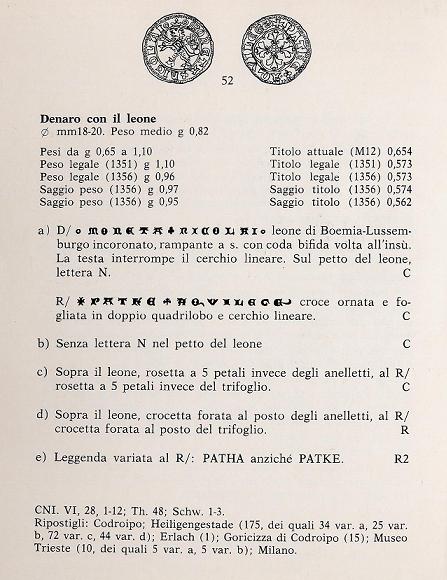 52
Denaro con il leone
∅ mm18-20. Peso medio g 0,82
Pesi da g 0,65 a 1,10 Titolo attuale (M12) 0,654
Peso legale (1351) g 1,10 Titolo legale (1351) 0,573
Peso legale (1356) g 0,96 Titolo legale (1356) 0,573
Saggio peso (1356) g 0,97 Saggio titolo (1356) 0,574
Saggio peso (1356) g 0,95 Saggio titolo (1356) 0,562
a) D/ ∘ MONETA ✚ NICOLAI ∘ leone di Boemia-Lussem-
burgo incoronato, rampante a s. con coda bifida volta all'insù.
La testa interrompe il cerchio lineare. Sul petto del leone,
lettera N. C
R/ croce ornata e fo-
gliata in doppio quadrilobo e cerchio lineare. C
b) Senza lettera N nel petto del leone C
c) Sopra il leone, rosetta a 5 petali invece degli anelletti, al R/
rosetta a 5 petali invece del trifoglio. C
d) Sopra il leone, crocetta forata al posto degli anelletti, al R/
crocetta forata al posto del trifoglio. R
e) Leggenda variata al R/: PATHA anziché PATKE. R2
CNI. VI, 28, 1-12; Th. 48; Schw. 1-3.
Ripostigli: Codroipo; Heiligengestade (175, dei quali 34 var. a, 25 var.
b, 72 var. c, 44 var. d); Erlach (1); Goricizza di Codroipo (15); Museo
Trieste (10, dei quali 5 var. a, 5 var. b); Milano.